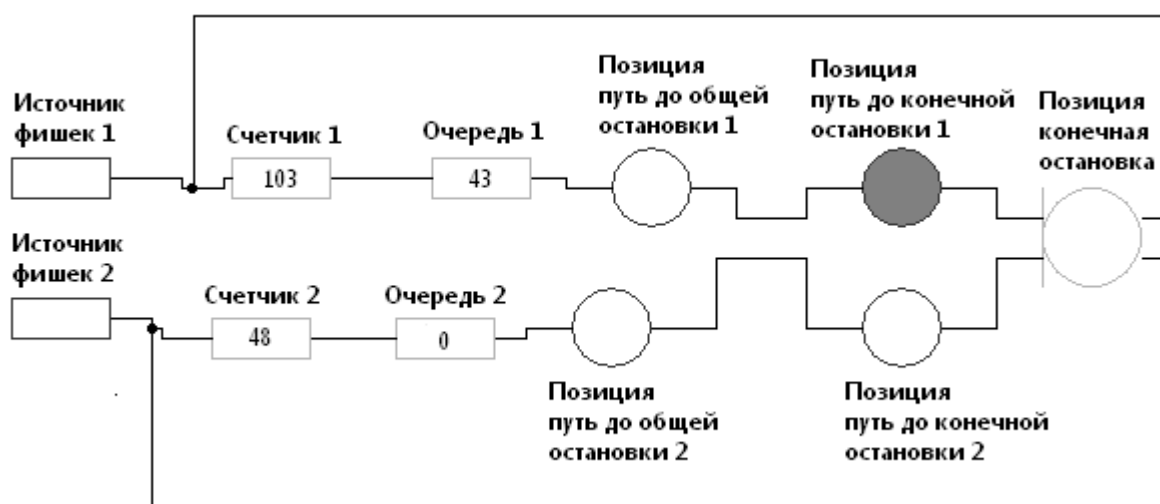 Позиция
путь до общей
остановки 1
Позиция
путь до конечной
остановки 1
Позиция
конечная
остановка
Источник
фишек 1
Счетчик 1
Очередь 1
103
43
Источник
фишек 2
Счетчик 2
Очередь 2
48
0
Позиция
путь до общей
остановки 2
Позиция
путь до конечной
остановки 2